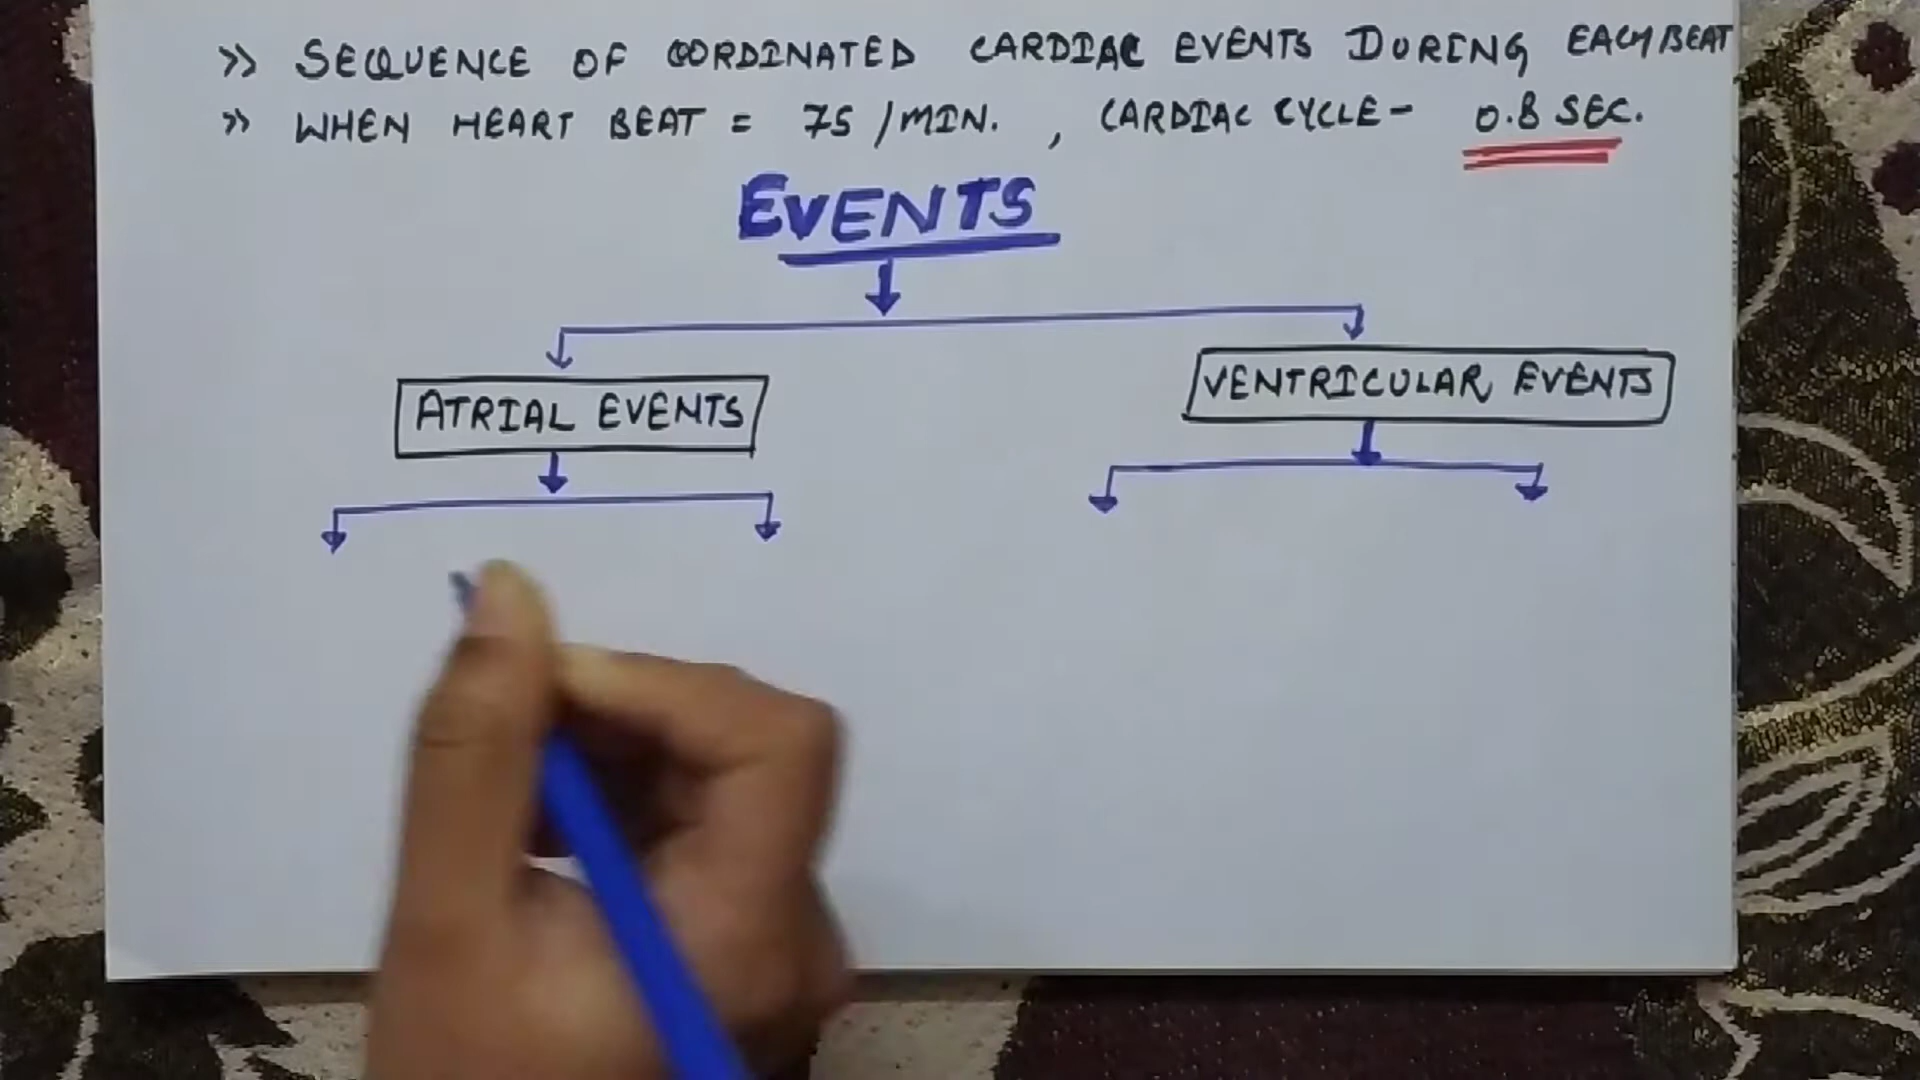 >> SEQUENCE OF CORDINATED CARDIAC EVENTS DURING EACH BEAT
>> WHEN HEART BEAT = 75 /MIN. , CARDIAC CYCLE- 0.8 SEC.
EVENTS
ATRIAL EVENTS
VENTRICULAR EVENTS